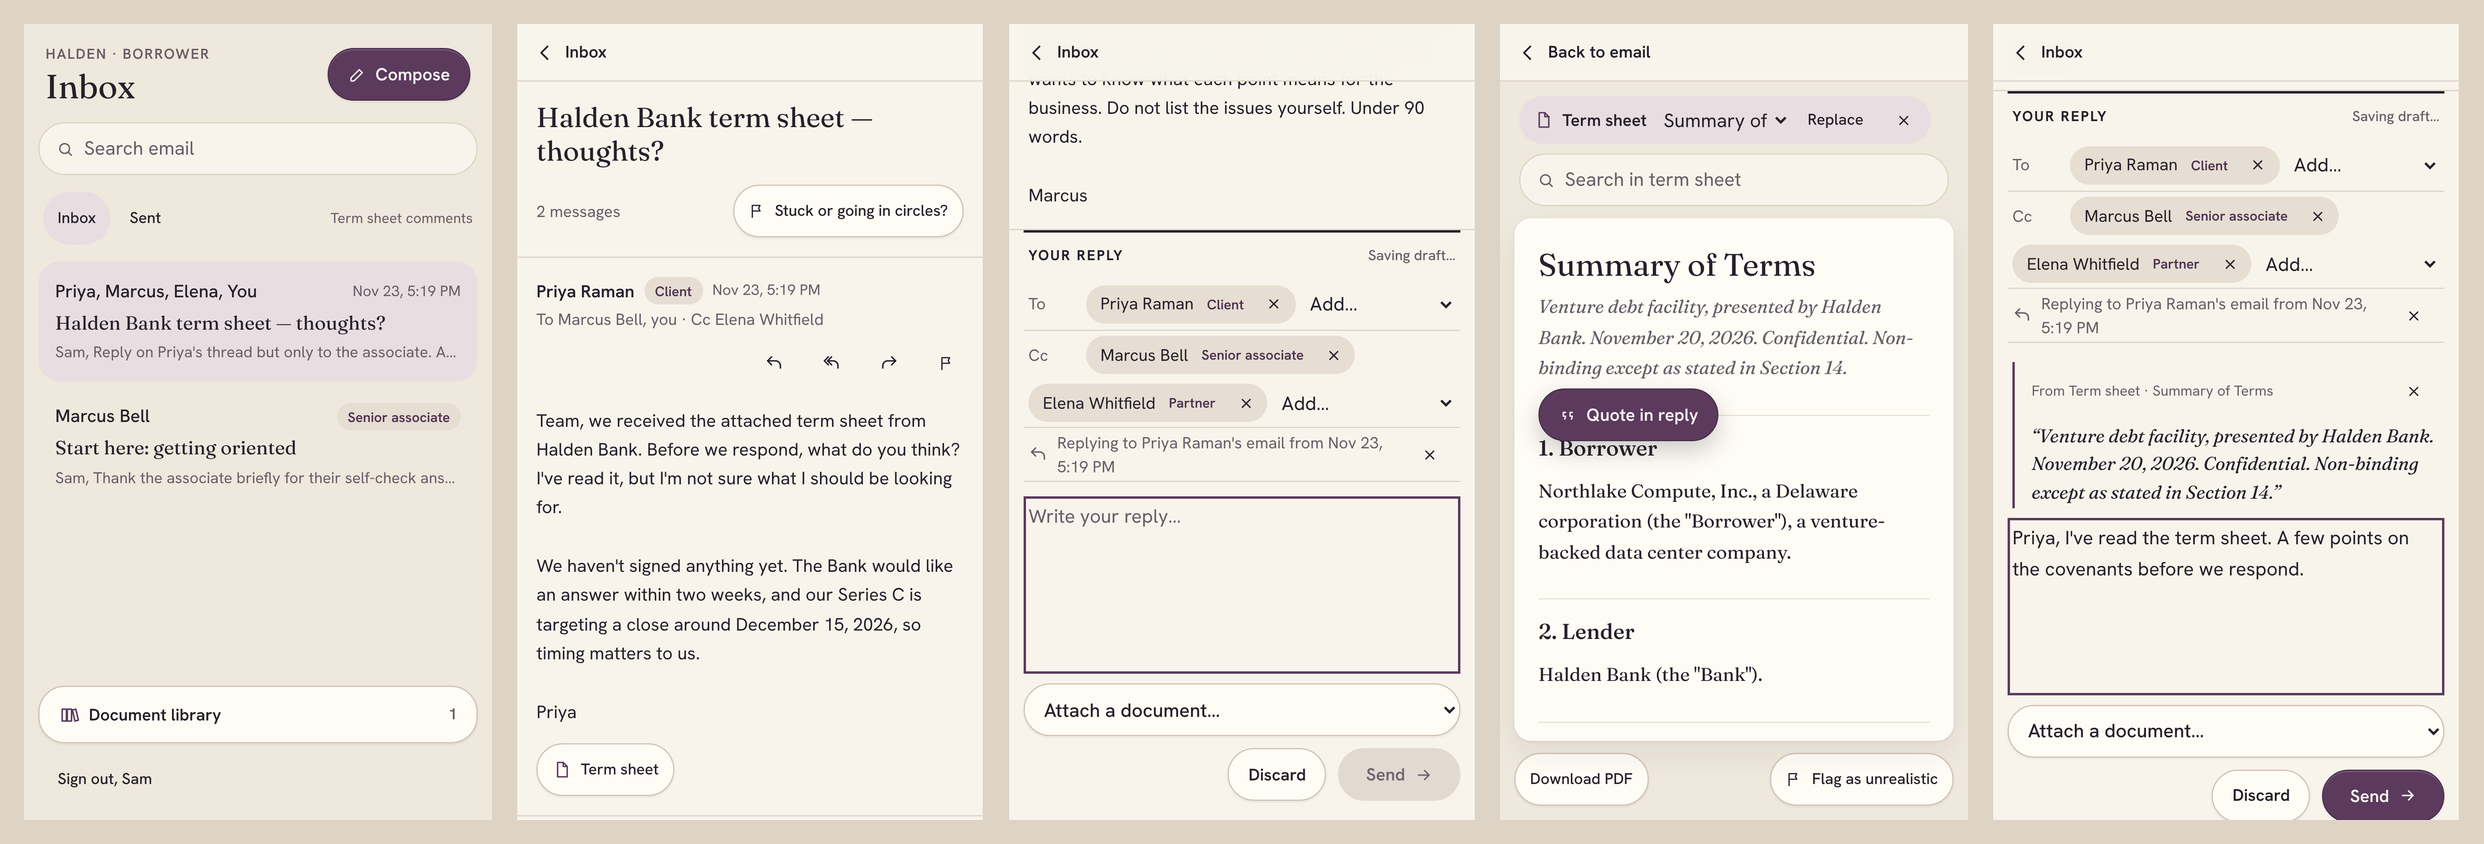 HALDEN · BORROWER
Inbox
Compose
Search email
Inbox
Sent
Term sheet comments
Priya, Marcus, Elena, You
Nov 23, 5:19 PM
Halden Bank term sheet — thoughts?
Sam, Reply on Priya's thread but only to the associate. A...
Marcus Bell
Senior associate
Start here: getting oriented
Sam, Thank the associate briefly for their self-check ans...
Document library
1
Sign out, Sam
Inbox
Halden Bank term sheet —
thoughts?
2 messages
Stuck or going in circles?
Priya Raman Client Nov 23, 5:19 PM
To Marcus Bell, you · Cc Elena Whitfield
Team, we received the attached term sheet from
Halden Bank. Before we respond, what do you think?
I've read it, but I'm not sure what I should be looking
for.
We haven't signed anything yet. The Bank would like
an answer within two weeks, and our Series C is
targeting a close around December 15, 2026, so
timing matters to us.
Priya
Term sheet
Inbox
wants to know what each point means for the
business. Do not list the issues yourself. Under 90
words.
Marcus
YOUR REPLY
Saving draft...
To
Priya Raman Client ×
Add...
Cc
Marcus Bell Senior associate ×
Elena Whitfield Partner ×
Add...
Replying to Priya Raman's email from Nov 23,
5:19 PM
×
Write your reply...
Attach a document...
Discard
Send →
Back to email
Term sheet
Summary of
Replace
×
Search in term sheet
Summary of Terms
Venture debt facility, presented by Halden
Bank. November 20, 2026. Confidential. Non-
binding except as stated in Section 14.
Quote in reply
1. Borrower
Northlake Compute, Inc., a Delaware
corporation (the "Borrower"), a venture-
backed data center company.
2. Lender
Halden Bank (the "Bank").
Download PDF
Flag as unrealistic
Inbox
YOUR REPLY
Saving draft...
To
Priya Raman Client ×
Add...
Cc
Marcus Bell Senior associate ×
Elena Whitfield Partner ×
Add...
Replying to Priya Raman's email from Nov 23,
5:19 PM
×
From Term sheet · Summary of Terms
×
“Venture debt facility, presented by Halden Bank.
November 20, 2026. Confidential. Non-binding
except as stated in Section 14.”
Priya, I've read the term sheet. A few points on
the covenants before we respond.
Attach a document...
Discard
Send →